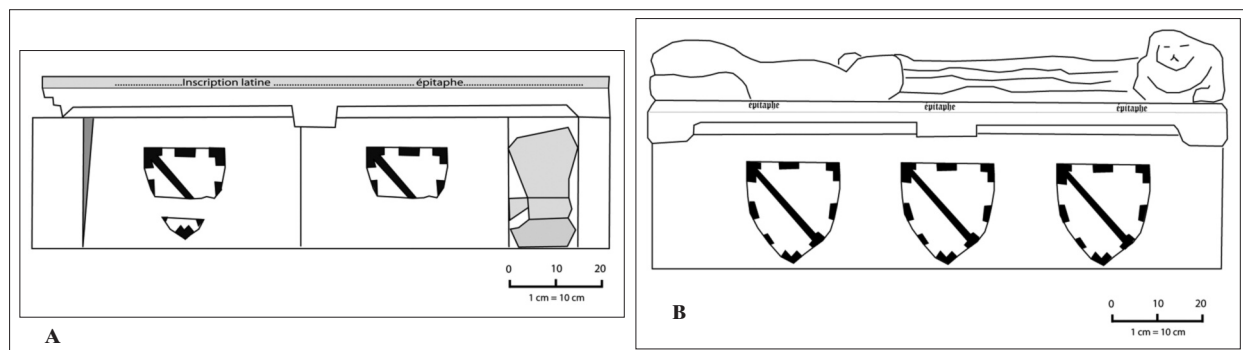 ..........................Inscription latine ........................................................ épitaphe..............................................
0 10 20
1 cm = 10 cm
A
épitaphe épitaphe épitaphe
0 10 20
1 cm = 10 cm
B